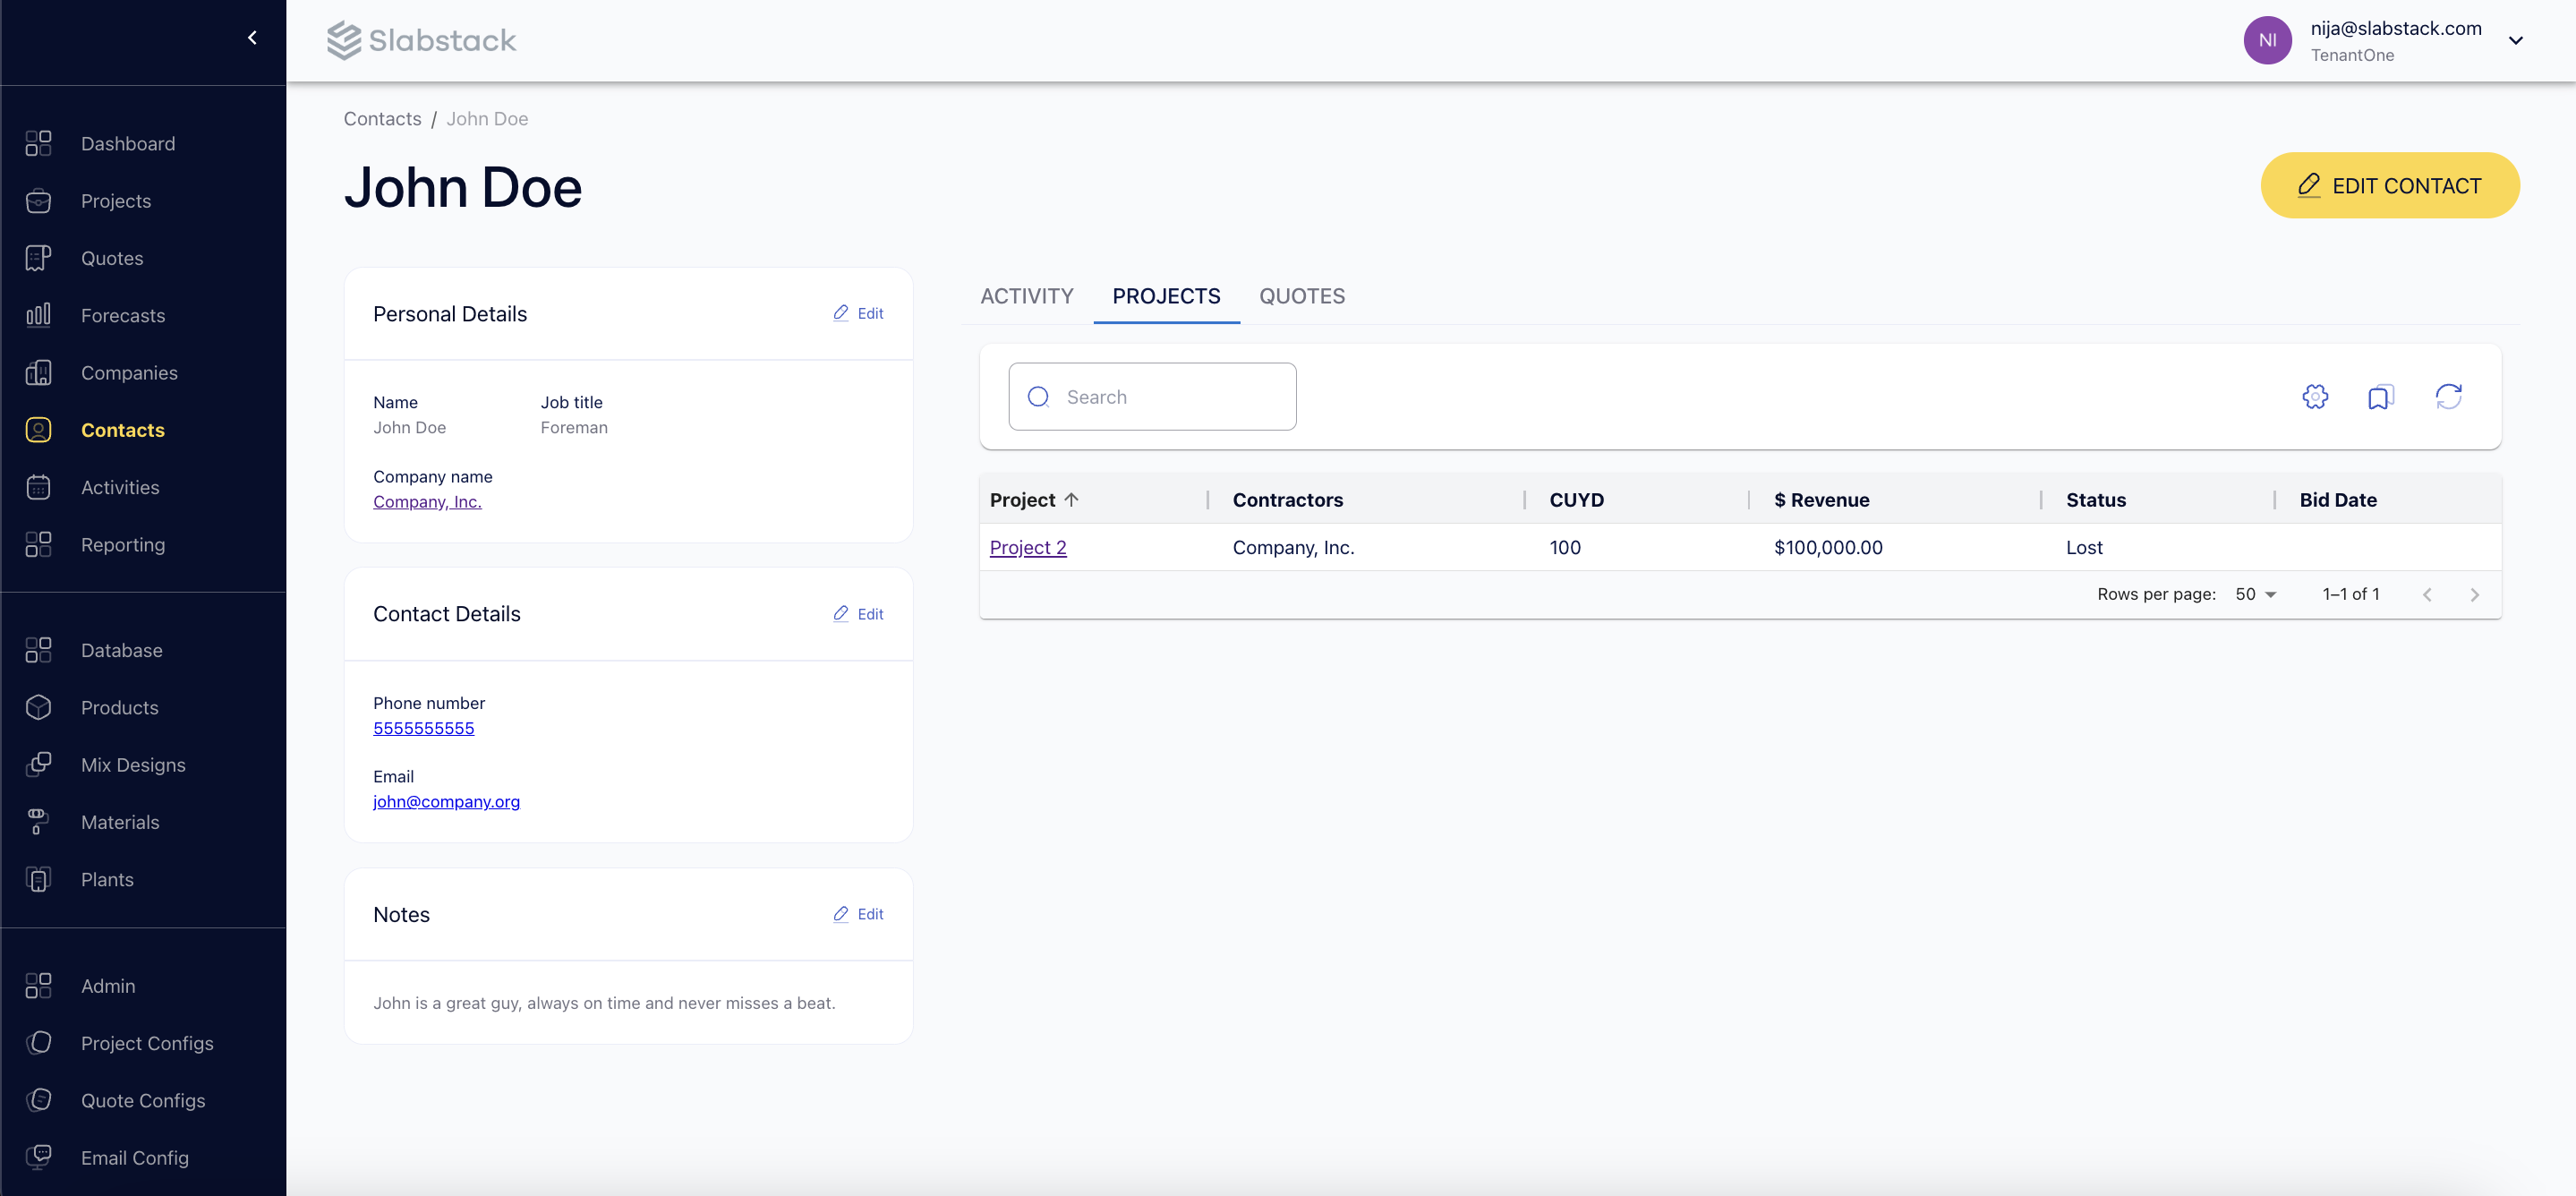 Slabstack
NI
nija@slabstack.com
TenantOne
Dashboard
Projects
Quotes
Forecasts
Companies
Contacts
Activities
Reporting
Database
Products
Mix Designs
Materials
Plants
Admin
Project Configs
Quote Configs
Email Config
Contacts / John Doe
John Doe
EDIT CONTACT
Personal Details
Edit
Name
John Doe
Job title
Foreman
Company name
Company, Inc.
Contact Details
Edit
Phone number
5555555555
Email
john@company.org
Notes
Edit
John is a great guy, always on time and never misses a beat.
ACTIVITY PROJECTS QUOTES
Search
Project Contractors CUYD $ Revenue Status Bid Date
Project 2 Company, Inc. 100 $100,000.00 Lost
Rows per page: 50 1–1 of 1